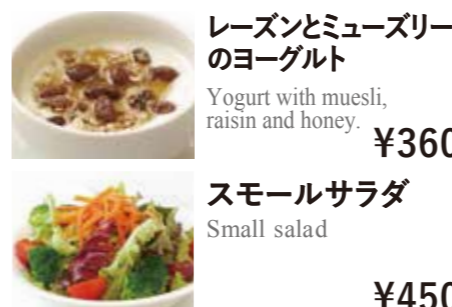 レーズンとミューズリー
のヨーグルト
Yogurt with muesli,
raisin and honey.
¥360
スモールサラダ
Small salad
¥450